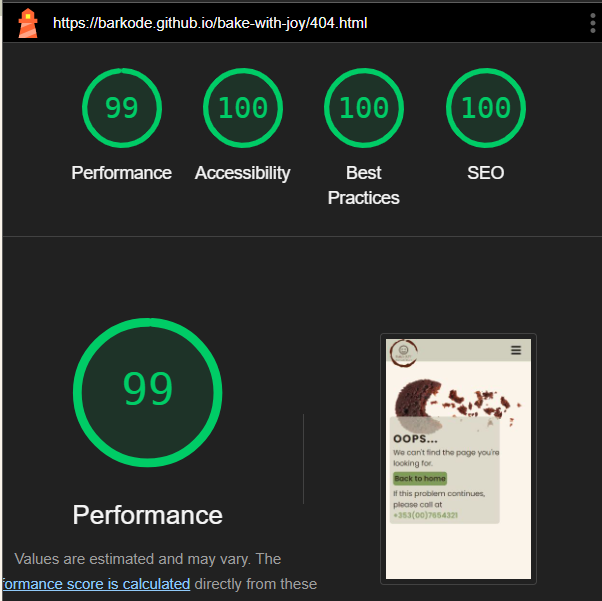 https://barkode.github.io/bake-with-joy/404.html
99
100
100
100
Performance
Accessibility
Best
Practices
SEO
99
Performance
Values are estimated and may vary. The
formance score is calculated directly from these
OOPS...
We can't find the page you're
looking for.
Back to home
If this problem continues,
please call at
+353(00)7654321